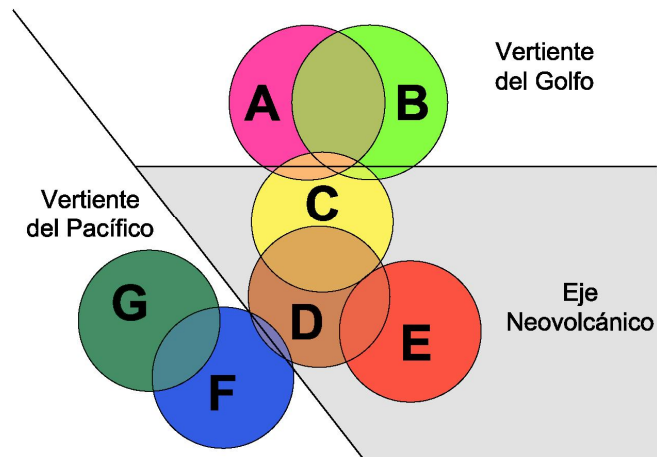 Vertiente
del Golfo
A
B
Vertiente
del Pacífico
C
G
D
E
F
Eje
Neovolcánico